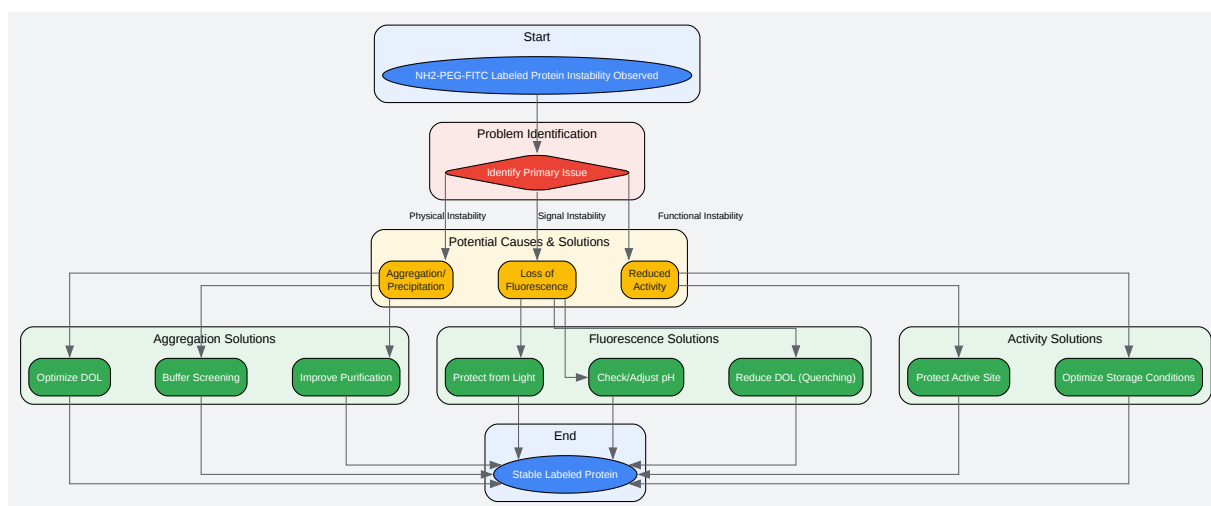 Start
NH2-PEG-FITC Labeled Protein Instability Observed
Problem Identification
Identify Primary Issue
Physical Instability
Signal Instability
Functional Instability
Potential Causes & Solutions
Aggregation/
Precipitation
Loss of
Fluorescence
Reduced
Activity
Aggregation Solutions
Fluorescence Solutions
Activity Solutions
Optimize DOL
Buffer Screening
Improve Purification
Protect from Light
Check/Adjust pH
Reduce DOL (Quenching)
Protect Active Site
Optimize Storage Conditions
End
Stable Labeled Protein